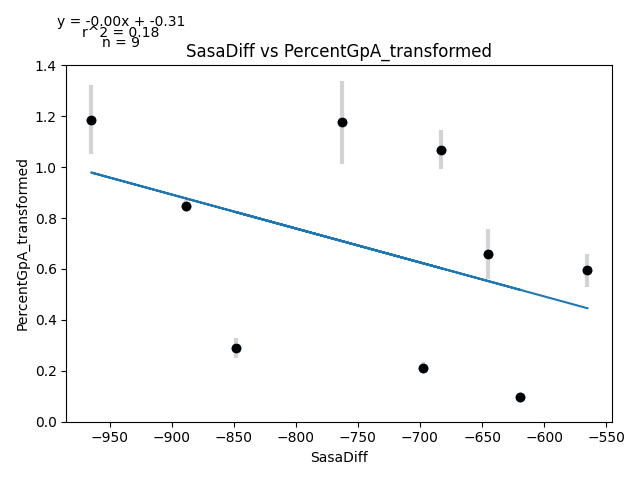 y = -0.00x + -0.31
r^2 = 0.18
n = 9
SasaDiff vs PercentGpA_transformed
1.4
1.2
1.0
0.8
0.6
0.4
0.2
0.0
PercentGpA_transformed
−950 −900 −850 −800 −750 −700 −650 −600 −550
SasaDiff